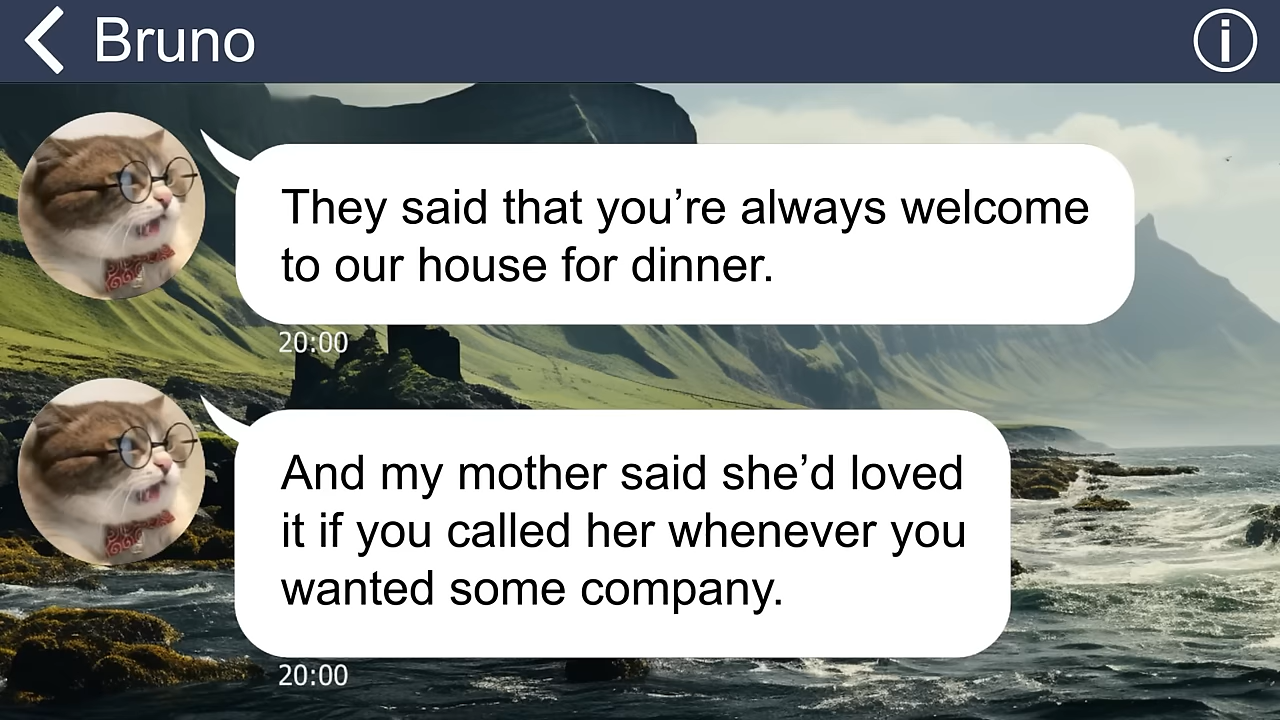 Bruno
They said that you’re always welcome
to our house for dinner.
20:00
And my mother said she’d loved
it if you called her whenever you
wanted some company.
20:00